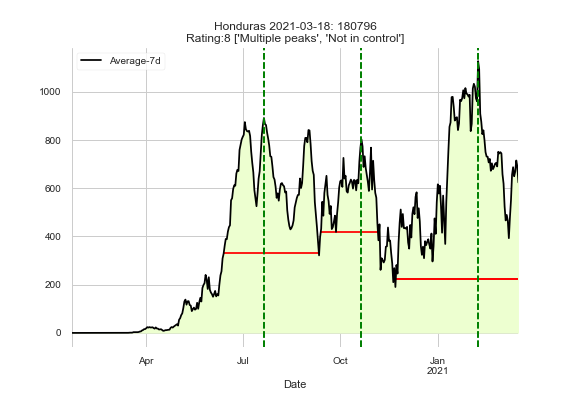 Honduras 2021-03-18: 180796
Rating:8 ['Multiple peaks', 'Not in control']
Average-7d
1000
800
600
400
200
0
Apr
Jul
Oct
Jan
2021
Date